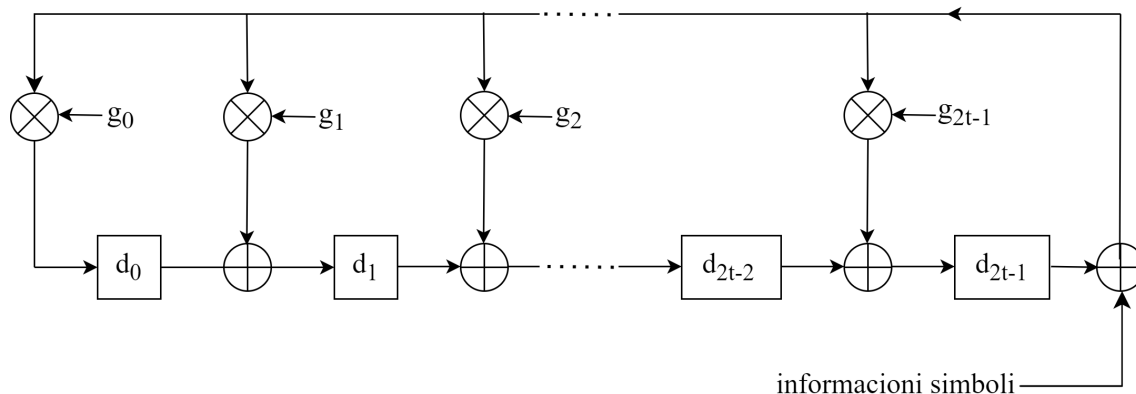 g₀ g₁ g₂ g₂ₜ₋₁
d₀ d₁ d₂ₜ₋₂ d₂ₜ₋₁
informacioni simboli